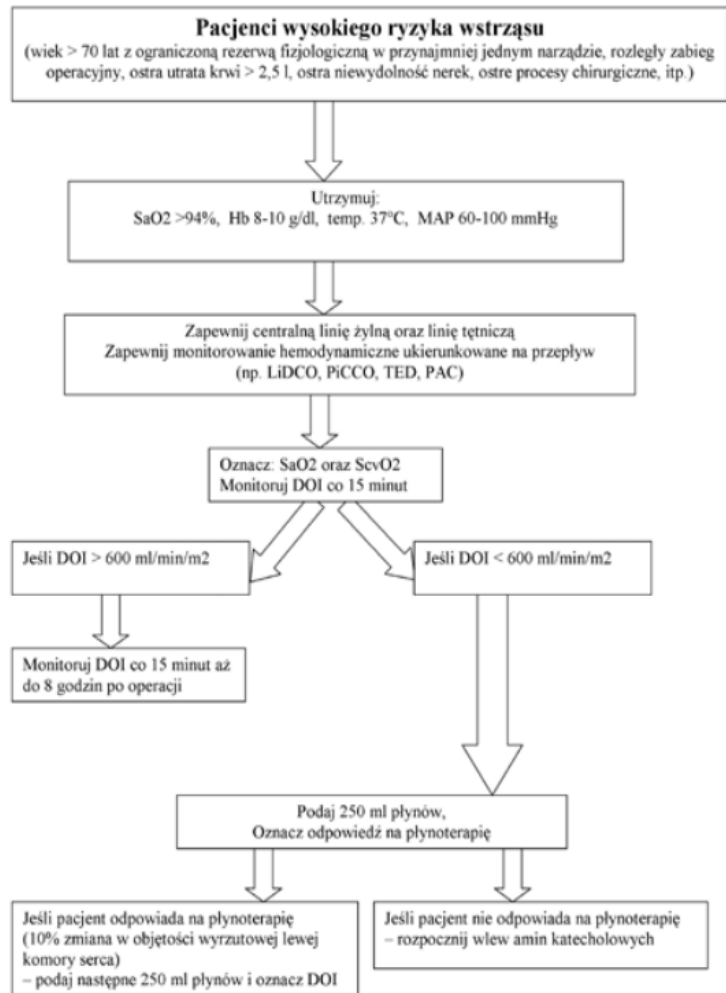 Pacjenci wysokiego ryzyka wstrząsu
(wiek > 70 lat z ograniczoną rezerwą fizjologiczną w przynajmniej jednym narządzie, rozległy zabieg
operacyjny, ostra utrata krwi > 2,5 l, ostra niewydolność nerek, ostre procesy chirurgiczne, itp.)
Utrzymuj:
SaO2 >94%, Hb 8-10 g/dl, temp. 37°C, MAP 60-100 mmHg
Zapewnij centralną linię żylną oraz linię tętniczą
Zapewnij monitorowanie hemodynamiczne ukierunkowane na przepływ
(np. LiDCO, PiCCO, TED, PAC)
Oznacz: SaO2 oraz ScvO2
Monitoruj DOI co 15 minut
Jeśli DOI > 600 ml/min/m2
Jeśli DOI < 600 ml/min/m2
Monitoruj DOI co 15 minut aż
do 8 godzin po operacji
Podaj 250 ml płynów,
Oznacz odpowiedź na płynoterapię
Jeśli pacjent odpowiada na płynoterapię
(10% zmiana w objętości wyrzutowej lewej
komory serca)
– podaj następne 250 ml płynów i oznacz DOI
Jeśli pacjent nie odpowiada na płynoterapię
– rozpocznij wlew amin katecholowych